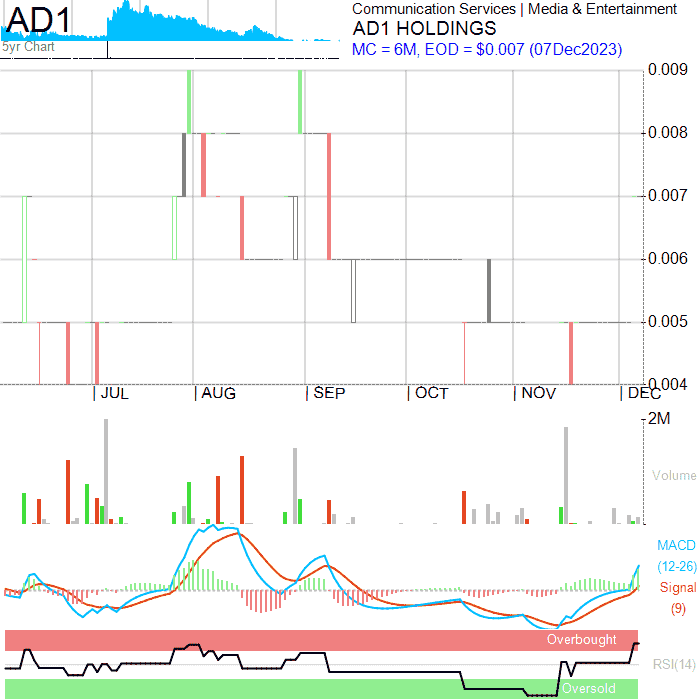 AD1
5yr Chart
Communication Services | Media & Entertainment
AD1 HOLDINGS
MC = 6M, EOD = $0.007 (07Dec2023)
0.009
0.008
0.007
0.006
0.005
0.004
JUL
AUG
SEP
OCT
NOV
DEC
2M
Volume
MACD
(12-26)
Signal
(9)
Overbought
RSI(14)
Oversold